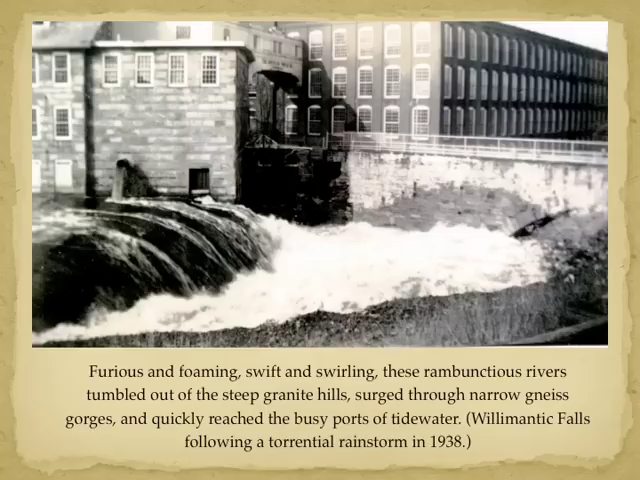 Furious and foaming, swift and swirling, these rambunctious rivers
tumbled out of the steep granite hills, surged through narrow gneiss
gorges, and quickly reached the busy ports of tidewater. (Willimantic Falls
following a torrential rainstorm in 1938.)